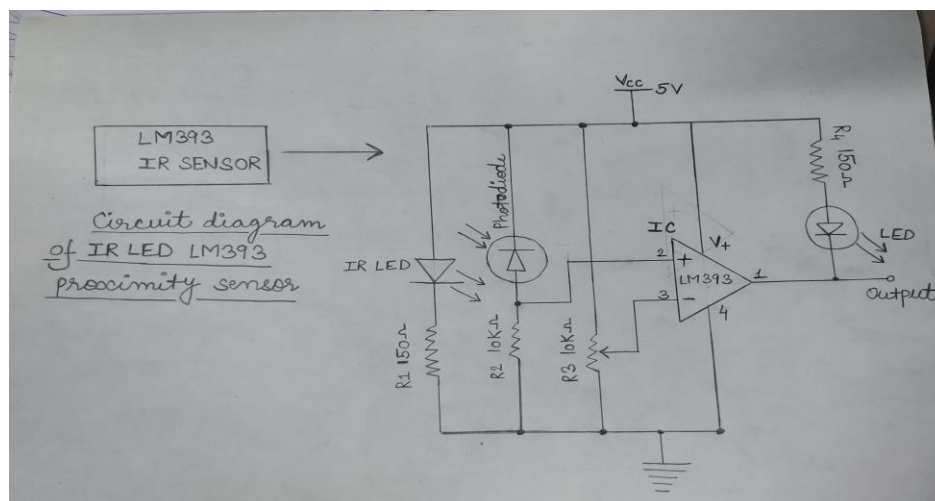 LM393
IR SENSOR
Circuit diagram
of IR LED LM393
proximity sensor
Vcc
5V
R4 150Ω
Photodiode
IC
V+
LED
IR LED
2
+
LM393
1
3
-
4
Output
R1 150Ω
R2 10KΩ
R3 10KΩ